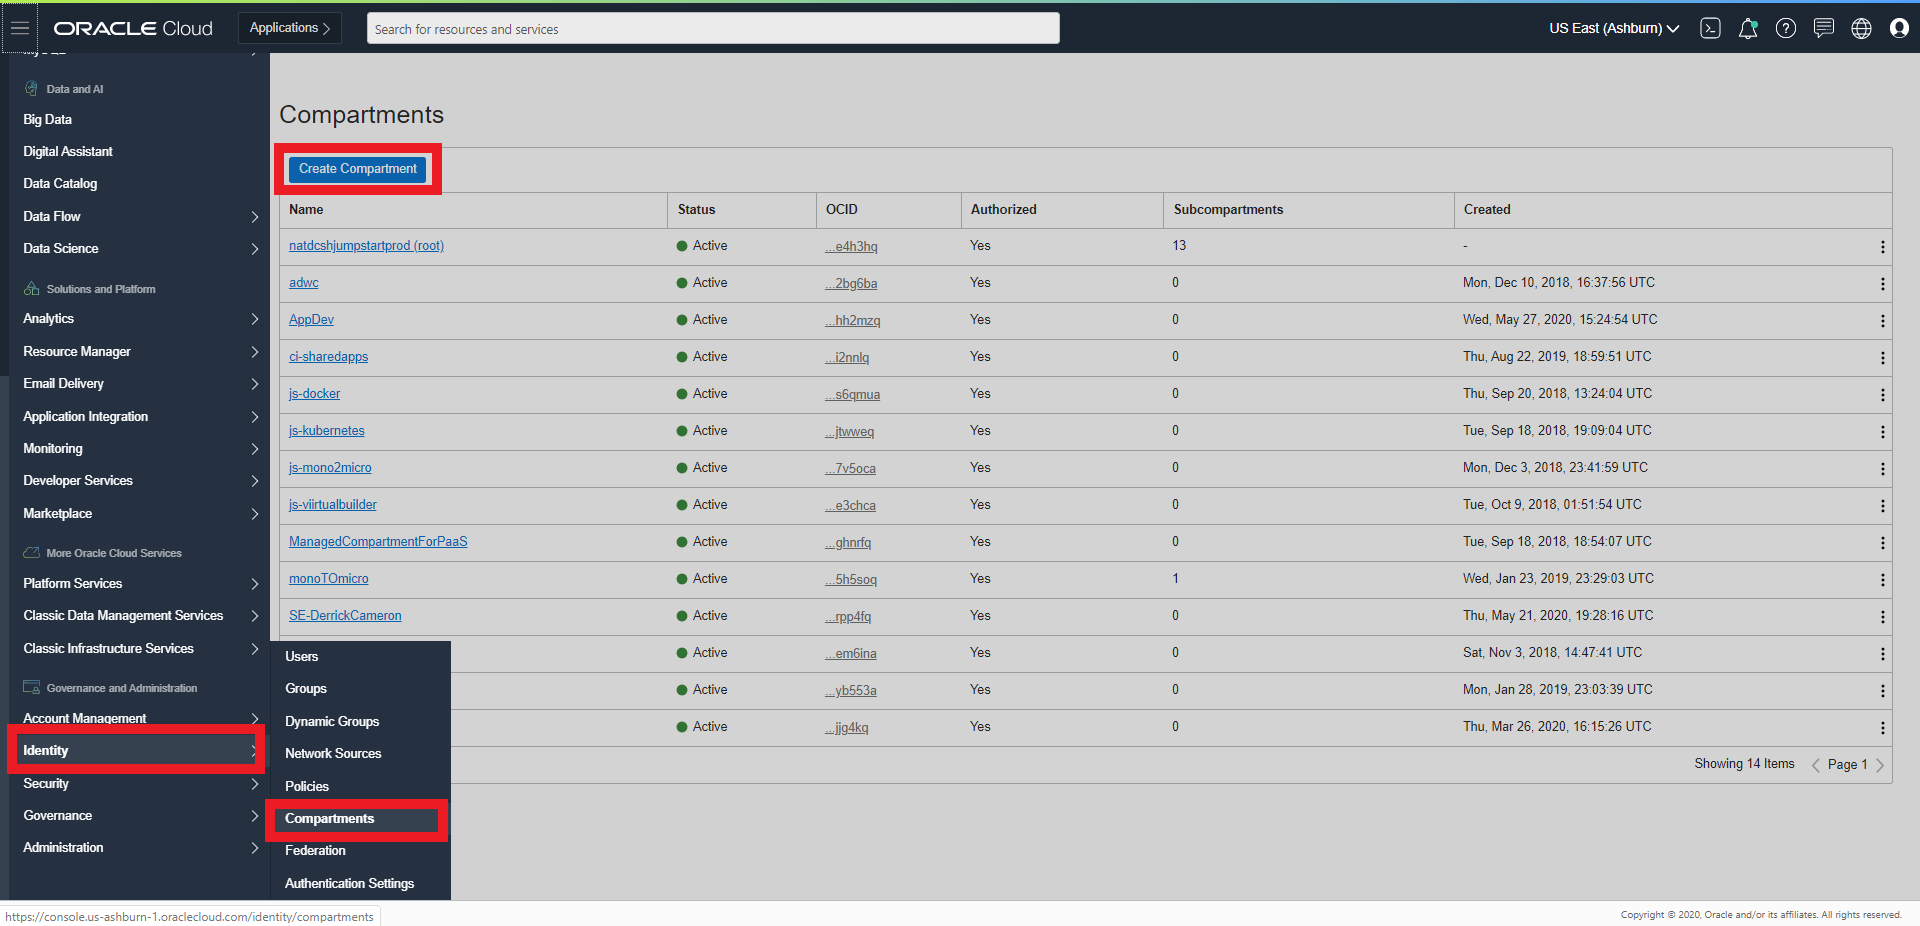 ORACLE Cloud
Applications
Search for resources and services
US East (Ashburn)
Data and AI
Big Data
Digital Assistant
Data Catalog
Data Flow
Data Science
Solutions and Platform
Analytics
Resource Manager
Email Delivery
Application Integration
Monitoring
Developer Services
Marketplace
More Oracle Cloud Services
Platform Services
Classic Data Management Services
Classic Infrastructure Services
Governance and Administration
Account Management
Identity
Security
Governance
Administration
Users
Groups
Dynamic Groups
Network Sources
Policies
Compartments
Federation
Authentication Settings
Compartments
Create Compartment
Name Status OCID Authorized Subcompartments Created
natdcshjumpstartprod (root) Active ...e4h3hq Yes 13 -
adwc Active ...2bg6ba Yes 0 Mon, Dec 10, 2018, 16:37:56 UTC
AppDev Active ...hh2mzq Yes 0 Wed, May 27, 2020, 15:24:54 UTC
ci-sharedapps Active ...i2nnlq Yes 0 Thu, Aug 22, 2019, 18:59:51 UTC
js-docker Active ...s6qmua Yes 0 Thu, Sep 20, 2018, 13:24:04 UTC
js-kubernetes Active ...jtwweq Yes 0 Tue, Sep 18, 2018, 19:09:04 UTC
js-mono2micro Active ...7v5oca Yes 0 Mon, Dec 3, 2018, 23:41:59 UTC
js-viirtualbuilder Active ...e3chca Yes 0 Tue, Oct 9, 2018, 01:51:54 UTC
ManagedCompartmentForPaaS Active ...ghnrfq Yes 0 Tue, Sep 18, 2018, 18:54:07 UTC
monoTOmicro Active ...5h5soq Yes 1 Wed, Jan 23, 2019, 23:29:03 UTC
SE-DerrickCameron Active ...rpp4fq Yes 0 Thu, May 21, 2020, 19:28:16 UTC
Active ...em6ina Yes 0 Sat, Nov 3, 2018, 14:47:41 UTC
Active ...yb553a Yes 0 Mon, Jan 28, 2019, 23:03:39 UTC
Active ...jjg4kq Yes 0 Thu, Mar 26, 2020, 16:15:26 UTC
Showing 14 Items Page 1
https://console.us-ashburn-1.oraclecloud.com/identity/compartments
Copyright © 2020, Oracle and/or its affiliates. All rights reserved.